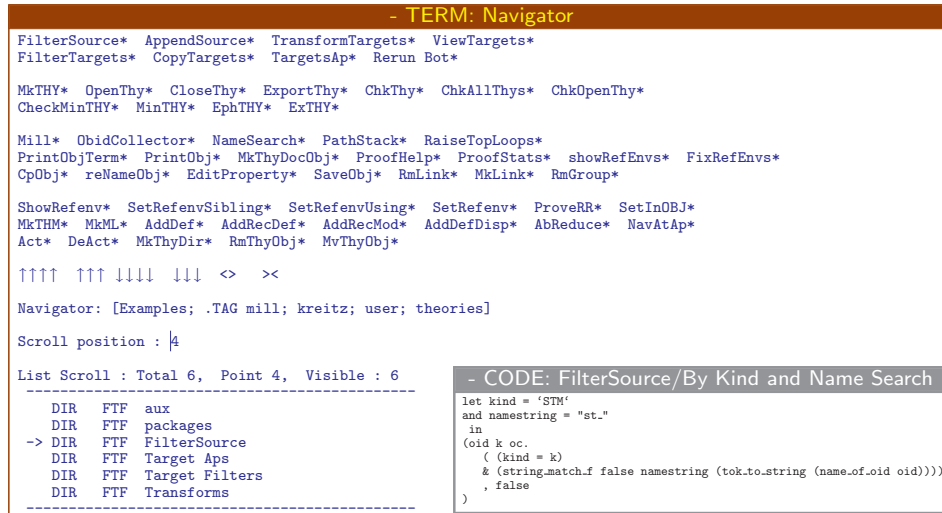 - TERM: Navigator
FilterSource* AppendSource* TransformTargets* ViewTargets*
FilterTargets* CopyTargets* TargetsAp* Rerun Bot*
MkTHY* OpenThy* CloseThy* ExportThy* ChkThy* ChkAllThys* ChkOpenThy*
CheckMinTHY* MinTHY* EphTHY* ExTHY*
Mill* ObidCollector* NameSearch* PathStack* RaiseTopLoops*
PrintObjTerm* PrintObj* MkThyDocObj* ProofHelp* ProofStats* showRefEnvs* FixRefEnvs*
CpObj* reNameObj* EditProperty* SaveObj* RmLink* MkLink* RmGroup*
ShowRefenv* SetRefenvSibling* SetRefenvUsing* SetRefenv* ProveRR* SetInOBJ*
MkTHM* MkML* AddDef* AddRecDef* AddRecMod* AddDefDisp* AbReduce* NavAtAp*
Act* DeAct* MkThyDir* RmThyObj* MvThyObj*
↑↑↑↑ ↑↑↑ ↓↓↓↓ ↓↓↓ <> ><
Navigator: [Examples; .TAG mill; kreitz; user; theories]
Scroll position : 4
List Scroll : Total 6, Point 4, Visible : 6
----------------------------------------------
DIR FTF aux
DIR FTF packages
-> DIR FTF FilterSource
DIR FTF Target Aps
DIR FTF Target Filters
DIR FTF Transforms
----------------------------------------------
- CODE: FilterSource/By Kind and Name Search
let kind = ‘STM‘
and namestring = "st_"
in
(oid k oc.
( (kind = k)
& (string_match_f false namestring (tok_to_string (name_of_oid oid))))
, false
)